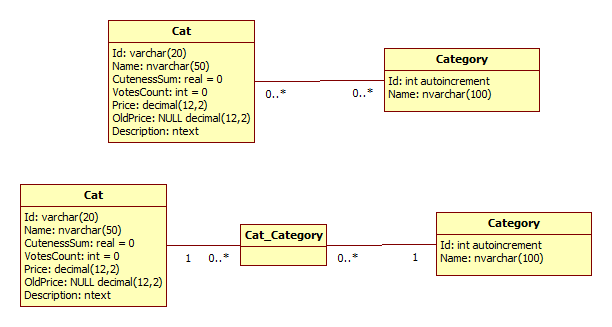 Cat
Id: varchar(20)
Name: nvarchar(50)
CutenessSum: real = 0
VotesCount: int = 0
Price: decimal(12,2)
OldPrice: NULL decimal(12,2)
Description: ntext
0..*
0..*
Category
Id: int autoincrement
Name: nvarchar(100)
Cat
Id: varchar(20)
Name: nvarchar(50)
CutenessSum: real = 0
VotesCount: int = 0
Price: decimal(12,2)
OldPrice: NULL decimal(12,2)
Description: ntext
1
0..*
Cat_Category
0..*
1
Category
Id: int autoincrement
Name: nvarchar(100)